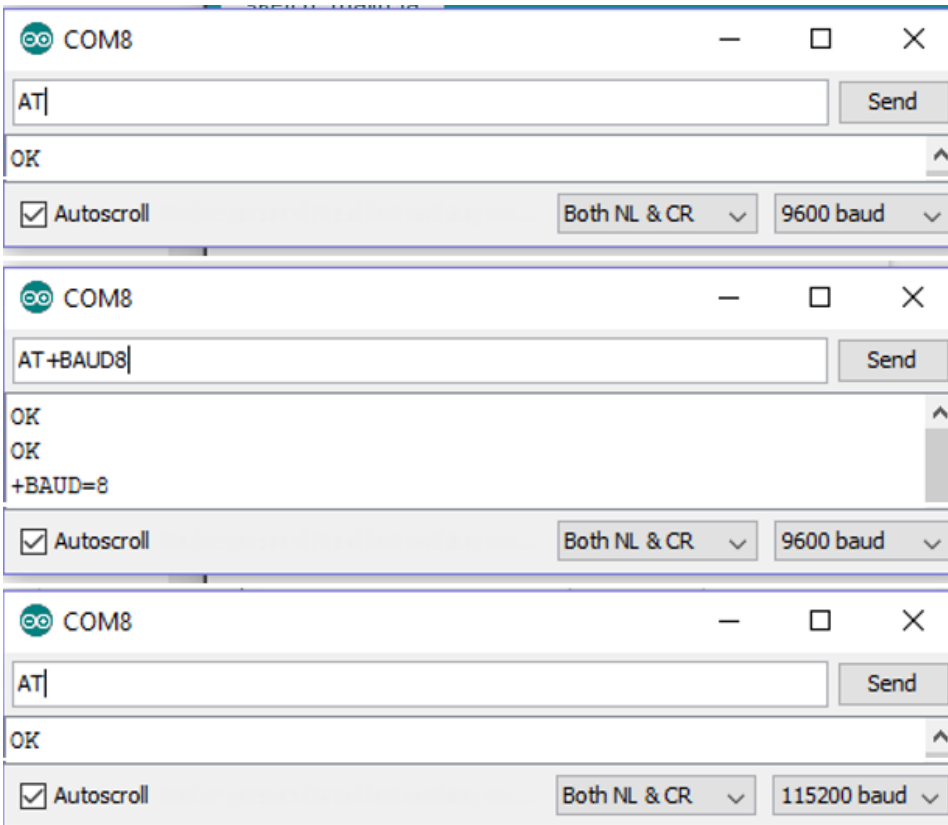 COM8
AT
Send
OK
Autoscroll Both NL & CR 9600 baud
COM8
AT+BAUD8
Send
OK
OK
+BAUD=8
Autoscroll Both NL & CR 9600 baud
COM8
AT
Send
OK
Autoscroll Both NL & CR 115200 baud